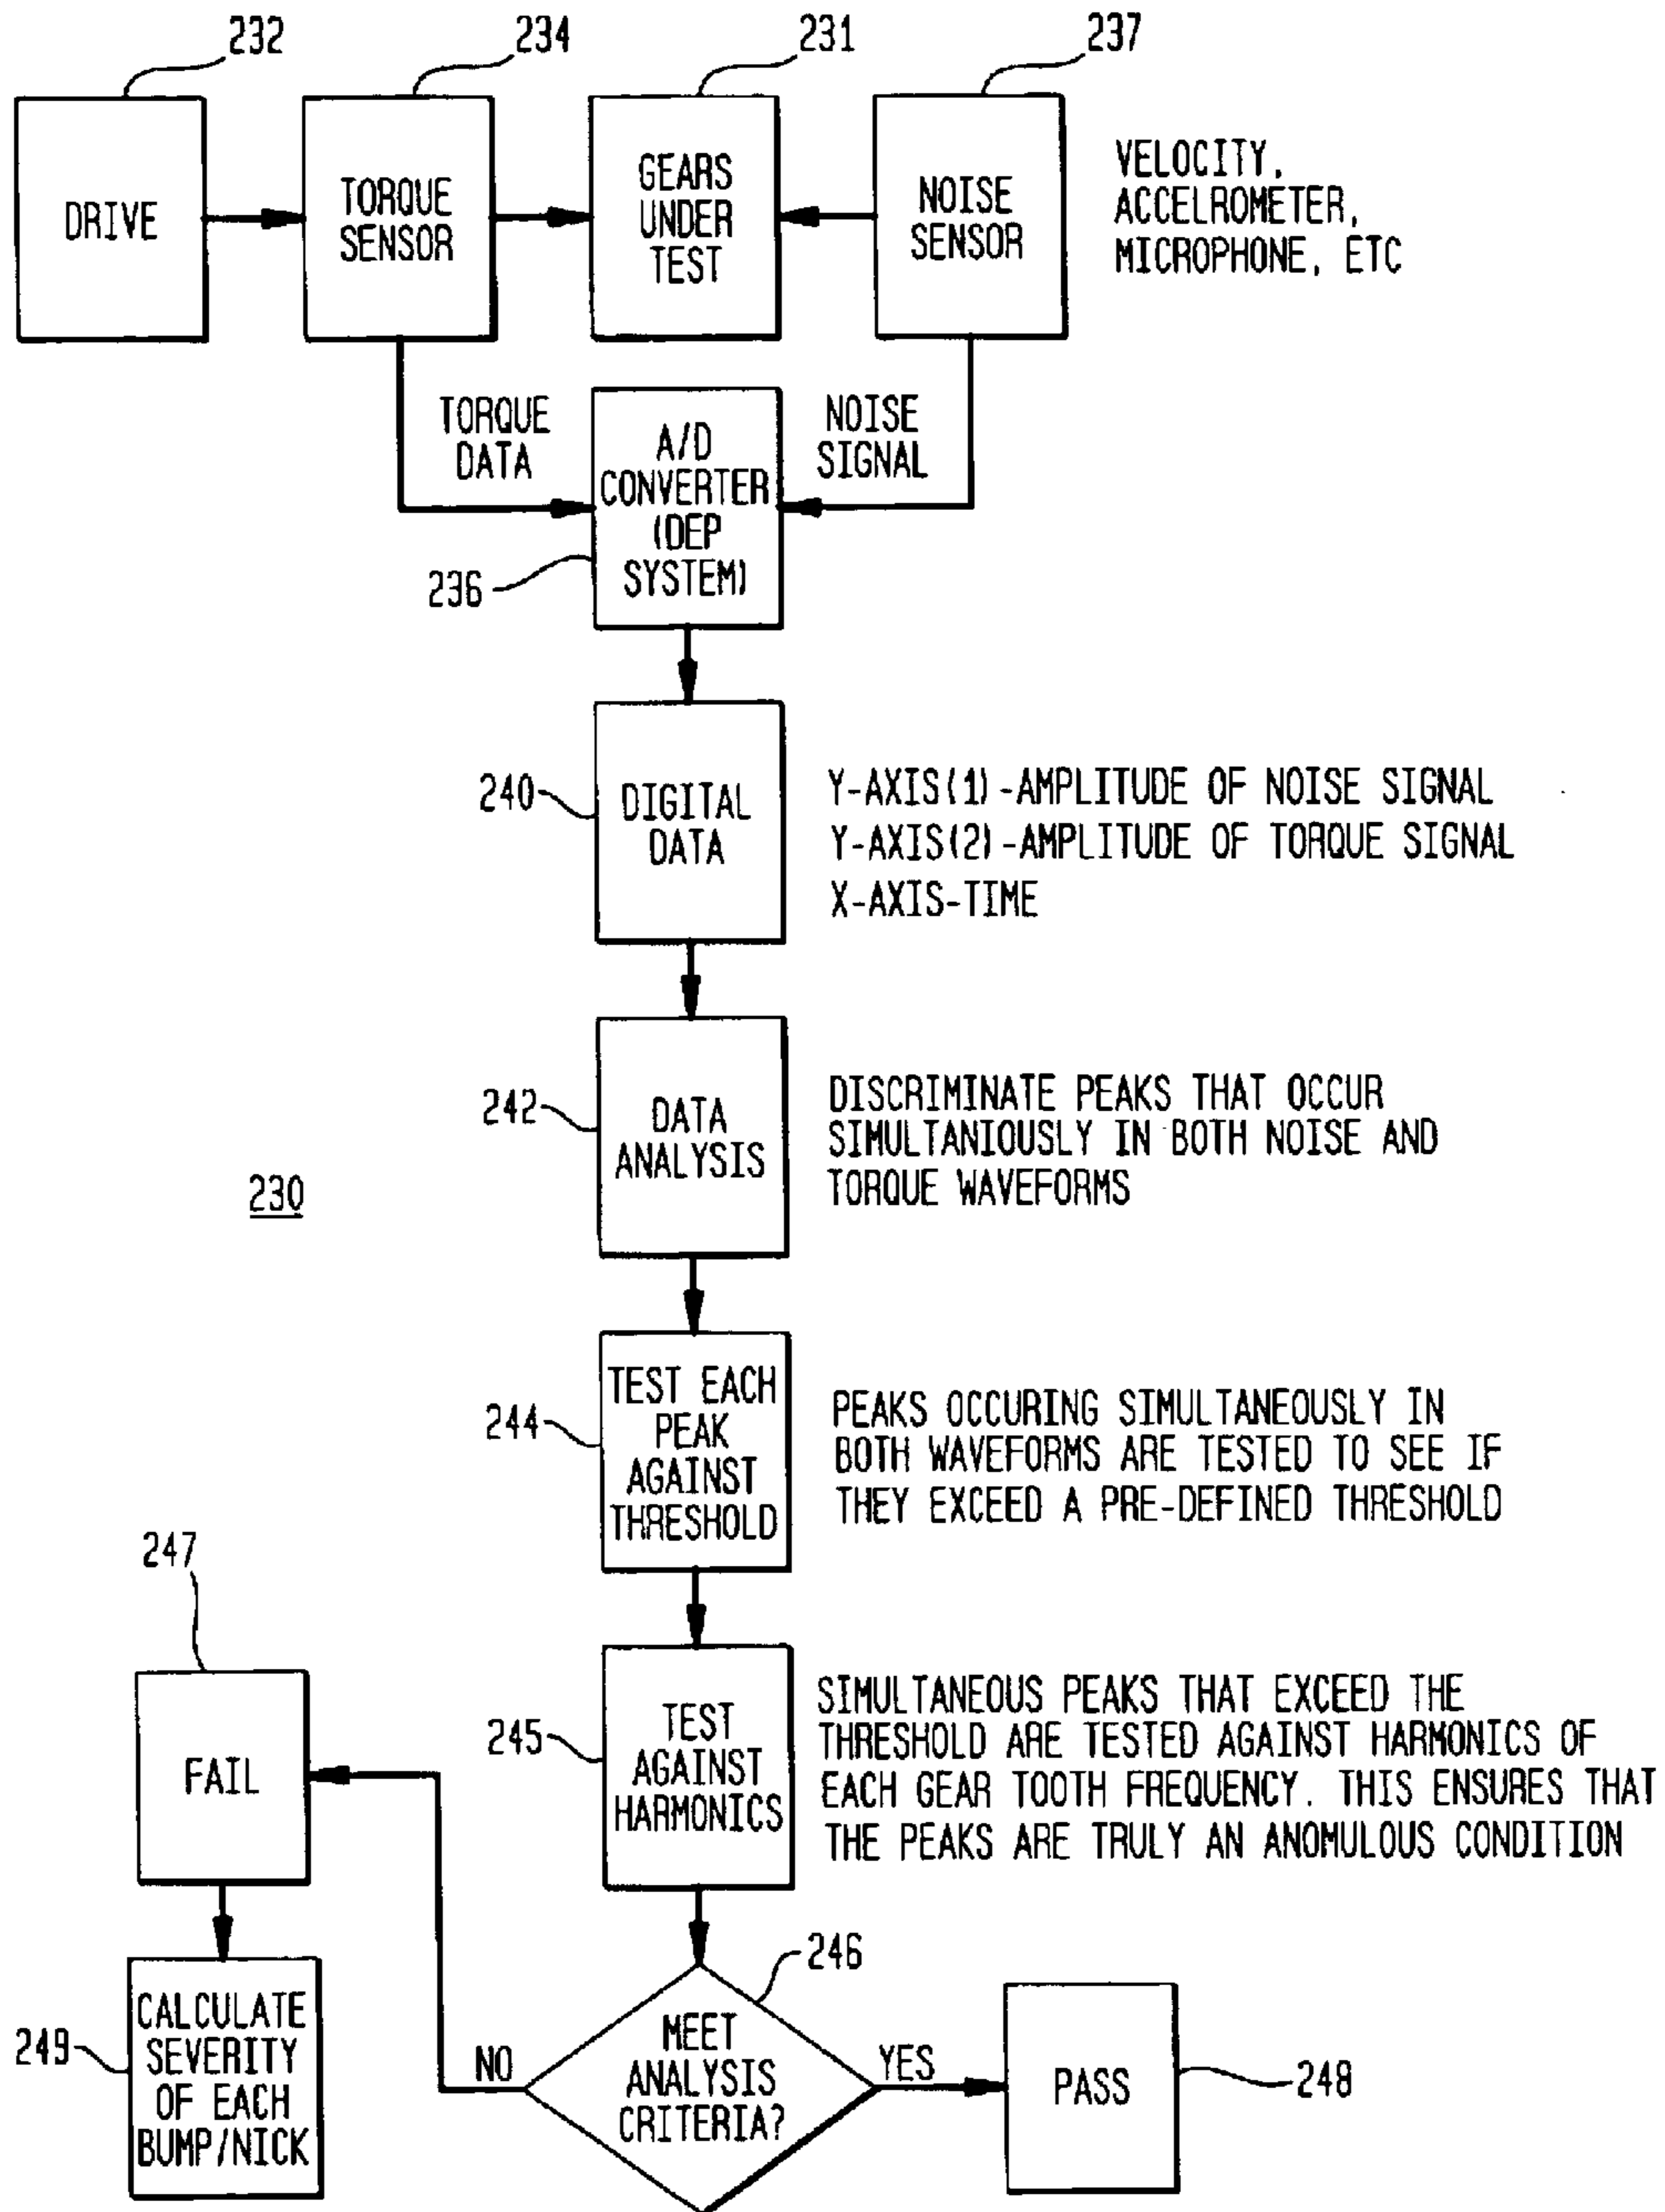 232
234
231
237
DRIVE
TORQUE
SENSOR
GEARS
UNDER
TEST
NOISE
SENSOR
VELOCITY,
ACCELROMETER,
MICROPHONE, ETC
TORQUE
DATA
A/D
CONVERTER
(DEP
SYSTEM)
NOISE
SIGNAL
236
240
DIGITAL
DATA
Y-AXIS(1)-AMPLITUDE OF NOISE SIGNAL
Y-AXIS(2)-AMPLITUDE OF TORQUE SIGNAL
X-AXIS-TIME
242
DATA
ANALYSIS
DISCRIMINATE PEAKS THAT OCCUR
SIMULTANIOUSLY IN BOTH NOISE AND
TORQUE WAVEFORMS
230
244
TEST EACH
PEAK
AGAINST
THRESHOLD
PEAKS OCCURING SIMULTANEOUSLY IN
BOTH WAVEFORMS ARE TESTED TO SEE IF
THEY EXCEED A PRE-DEFINED THRESHOLD
247
FAIL
245
TEST
AGAINST
HARMONICS
SIMULTANEOUS PEAKS THAT EXCEED THE
THRESHOLD ARE TESTED AGAINST HARMONICS OF
EACH GEAR TOOTH FREQUENCY. THIS ENSURES THAT
THE PEAKS ARE TRULY AN ANOMULOUS CONDITION
249
CALCULATE
SEVERITY
OF EACH
BUMP/NICK
NO
246
MEET
ANALYSIS
CRITERIA?
YES
PASS
248